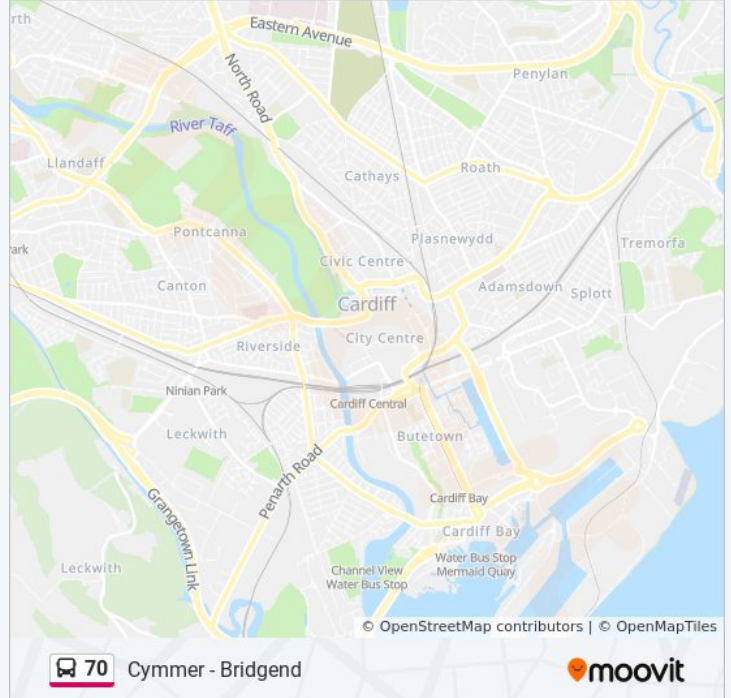 rth
Eastern Avenue
North Road
Penylan
River Taff
Llandaff
Cathays
Roath
Pontcanna
Plasnewydd
ark
Civic Centre
Tremorfa
Canton
Adamsdown
Splott
Cardiff
Riverside
City Centre
Ninian Park
Cardiff Central
Leckwith
Butetown
Penarth Road
Grangetown Link
Cardiff Bay
Cardiff Bay
Leckwith
Channel View
Water Bus Stop
Water Bus Stop
Mermaid Quay
© OpenStreetMap contributors | © OpenMapTiles
70 Cymmer - Bridgend
moovit